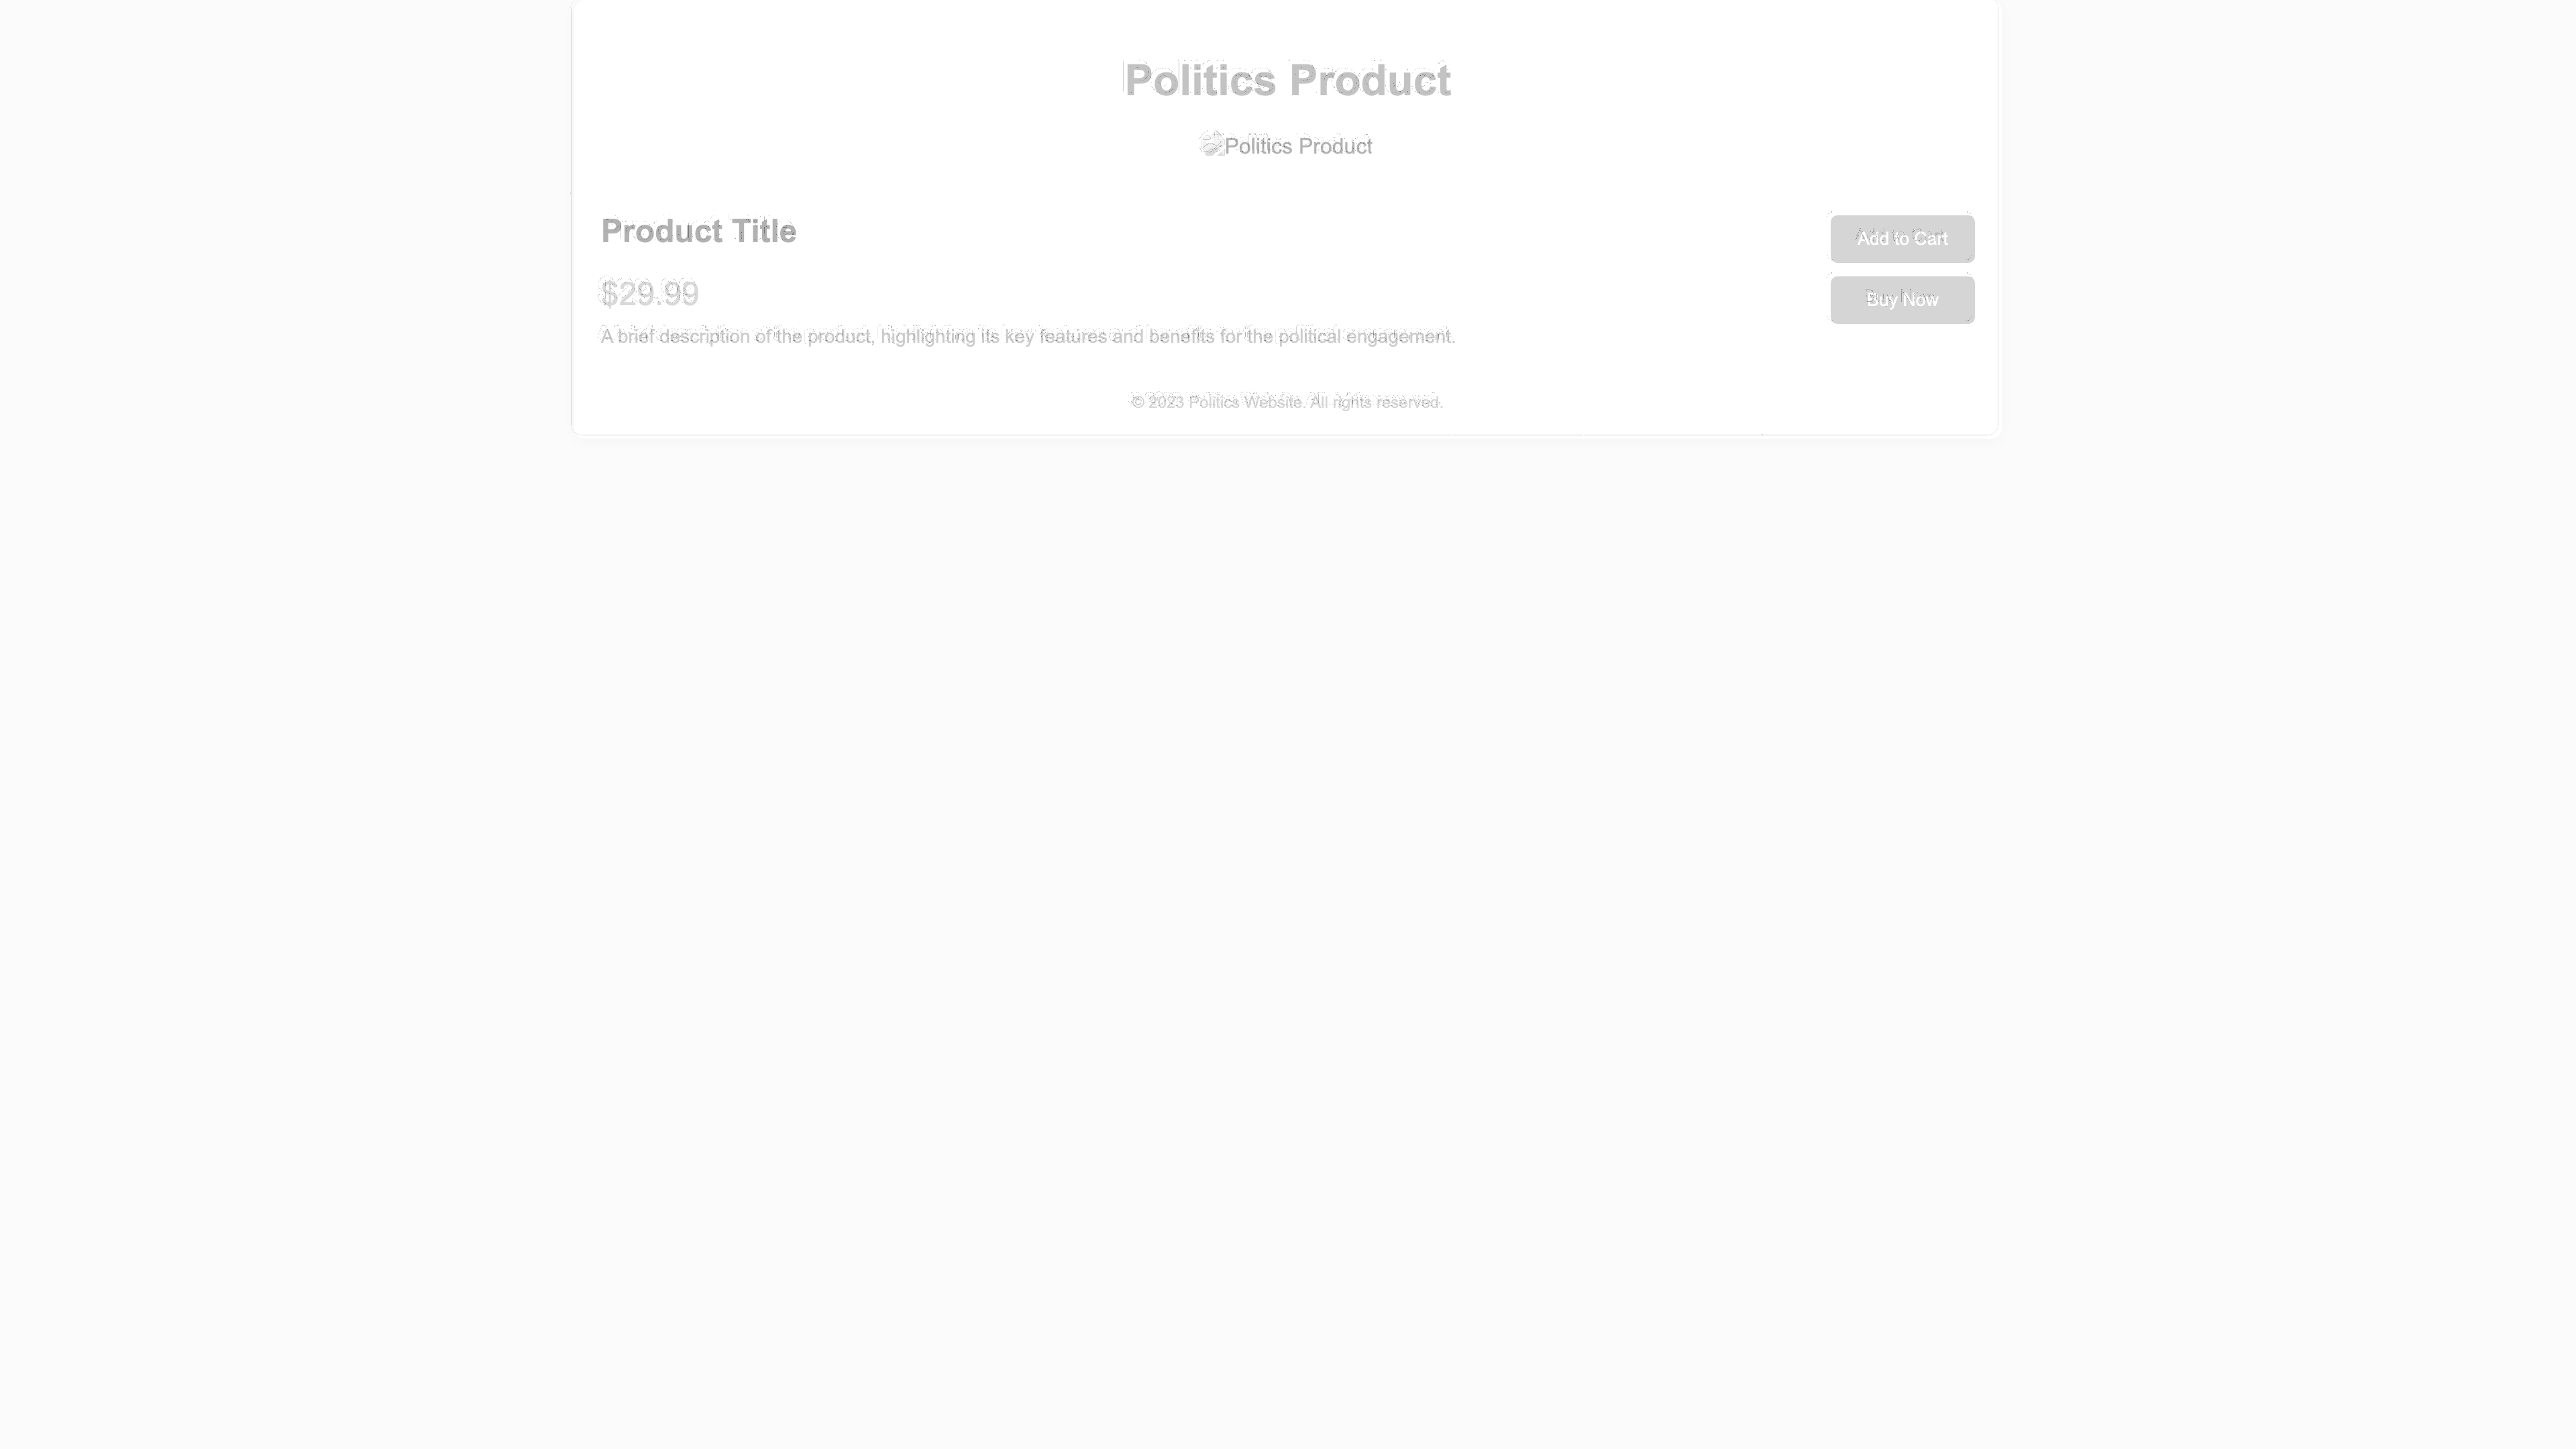 Politics Product
Politics Product
Product Title
Add to Cart
$29.99
Buy Now
A brief description of the product, highlighting its key features and benefits for the political engagement.
© 2023 Politics Website. All rights reserved.